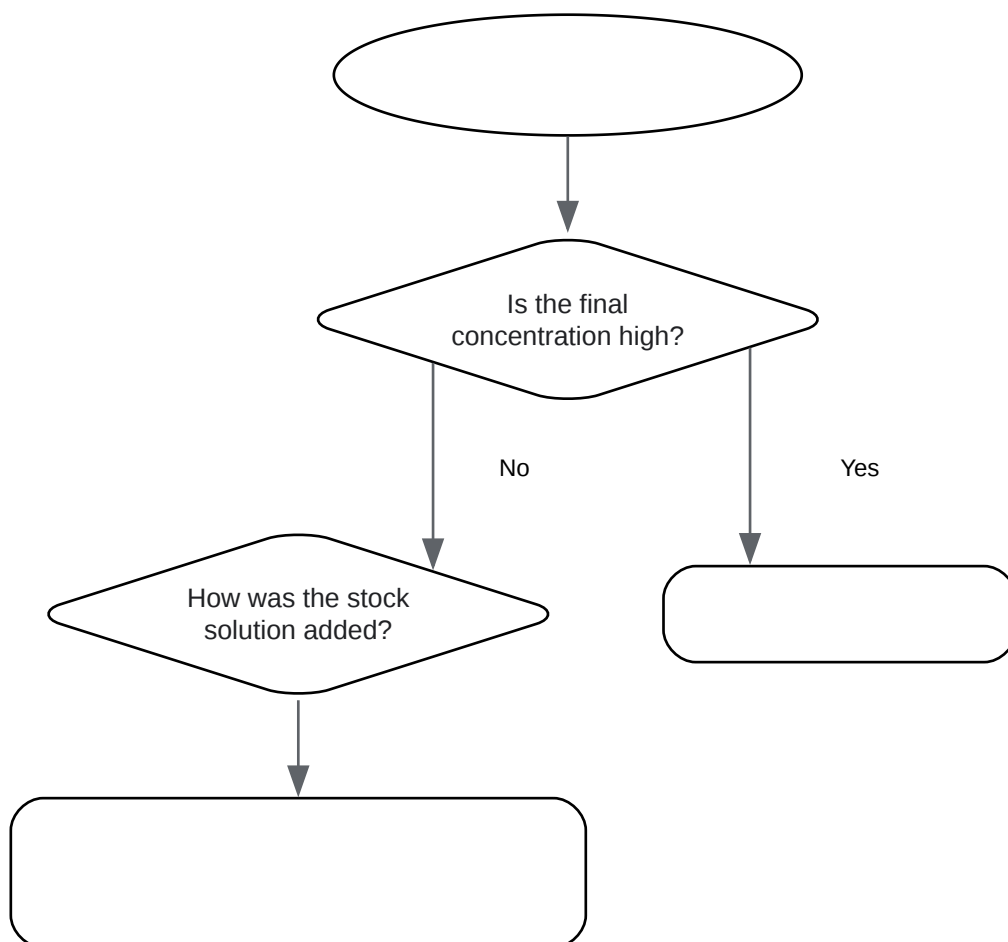 Is the final
concentration high?
No
Yes
How was the stock
solution added?